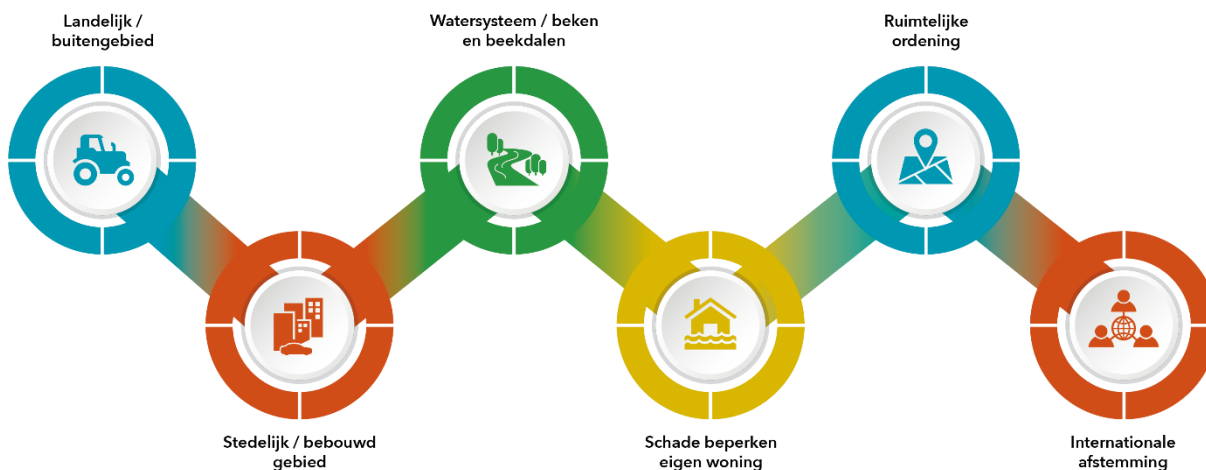 Landelijk /
buitengebied
Watersysteem / beken
en beekdalen
Ruimtelijke
ordening
Stedelijk / bebouwd
gebied
Schade beperken
eigen woning
Internationale
afstemming